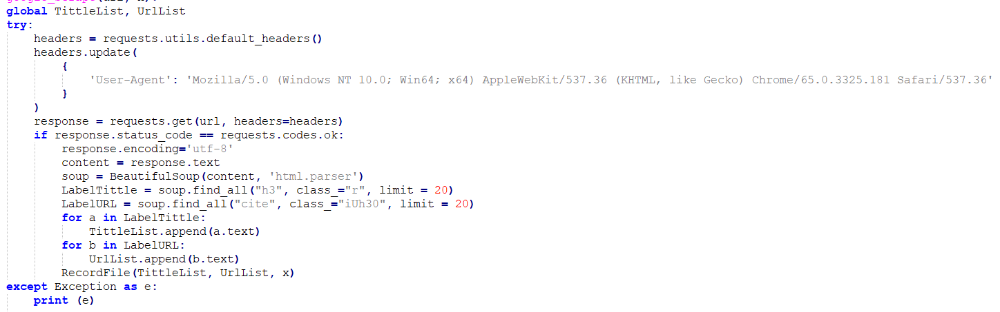 global TittleList, UrlList
try:
    headers = requests.utils.default_headers()
    headers.update(
        {
            'User-Agent': 'Mozilla/5.0 (Windows NT 10.0; Win64; x64) AppleWebKit/537.36 (KHTML, like Gecko) Chrome/65.0.3325.181 Safari/537.36'
        }
    )
    response = requests.get(url, headers=headers)
    if response.status_code == requests.codes.ok:
        response.encoding='utf-8'
        content = response.text
        soup = BeautifulSoup(content, 'html.parser')
        LabelTittle = soup.find_all("h3", class_="r", limit = 20)
        LabelURL = soup.find_all("cite", class_="iUh30", limit = 20)
        for a in LabelTittle:
            TittleList.append(a.text)
        for b in LabelURL:
            UrlList.append(b.text)
        RecordFile(TittleList, UrlList, x)
except Exception as e:
    print (e)